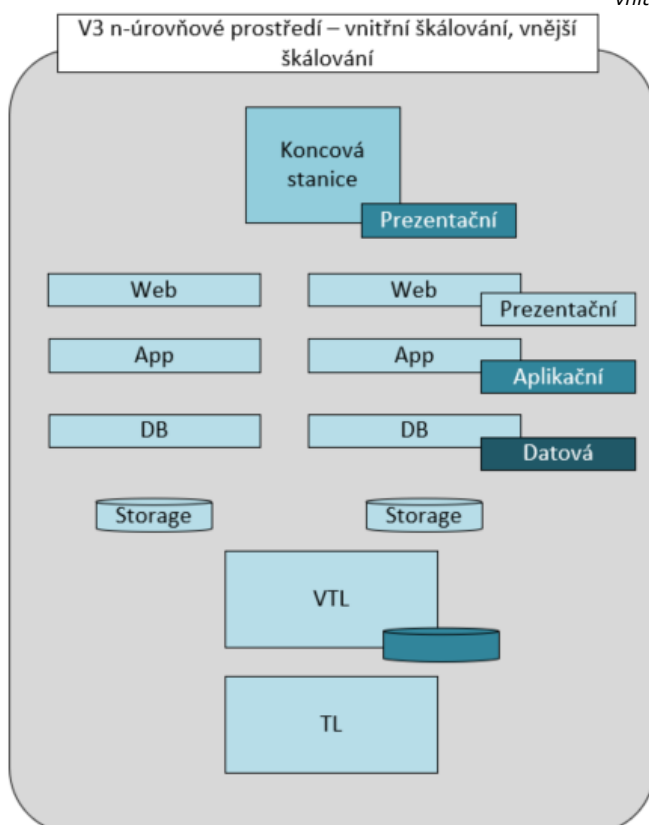 vnit
V3 n-úrovňové prostředí – vnitřní škálování, vnější
škálování
Koncová
stanice
Prezentační
Web
Web
Prezentační
App
App
Aplikační
DB
DB
Datová
Storage
Storage
VTL
TL